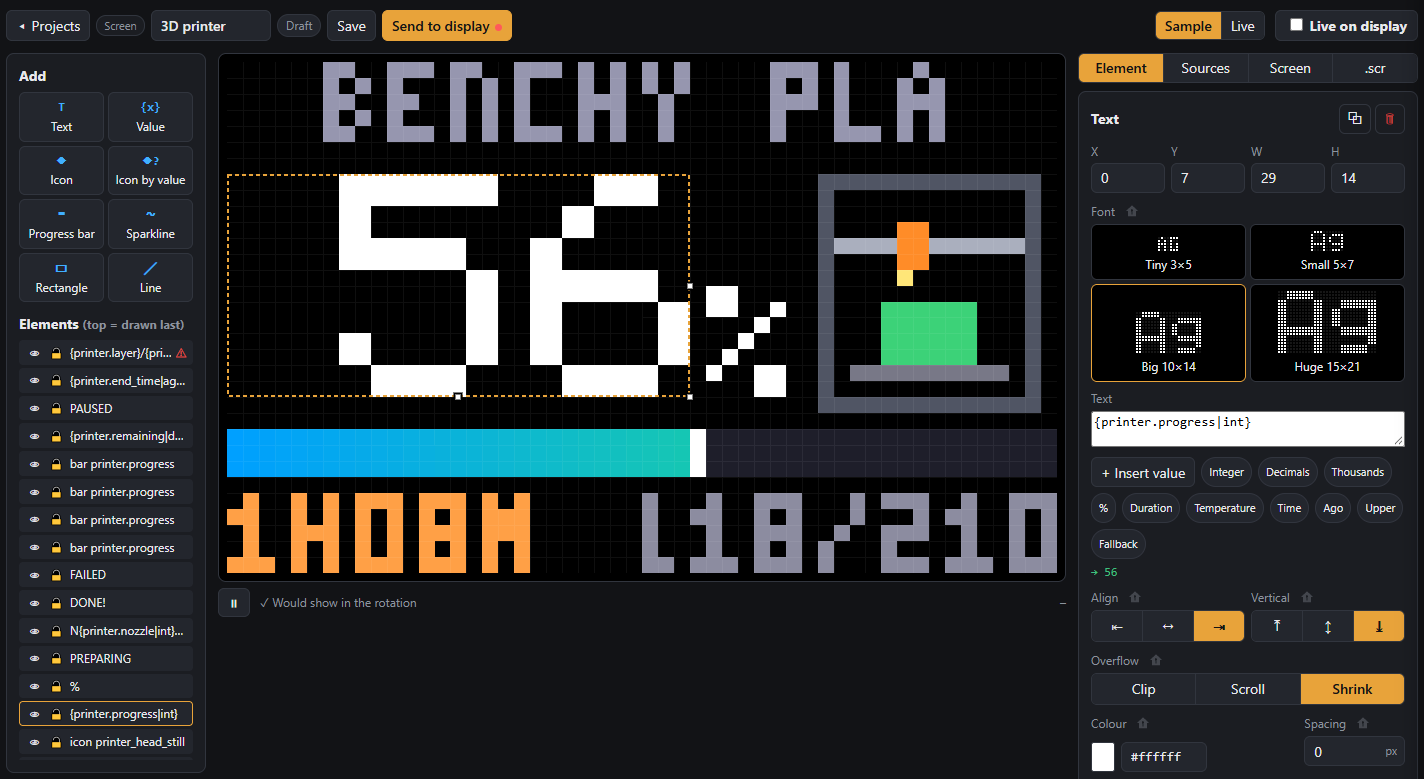 ◂ Projects
Screen
3D printer
Draft
Save
Send to display
Sample
Live
Live on display
Add
T
Text
{x}
Value
Icon
?
Icon by value
Progress bar
~
Sparkline
Rectangle
Line
Elements (top = drawn last)
{printer.layer}/{pri...
{printer.end_time|ag...
PAUSED
{printer.remaining|d...
bar printer.progress
bar printer.progress
bar printer.progress
bar printer.progress
FAILED
DONE!
N{printer.nozzle|int}...
PREPARING
%
{printer.progress|int}
icon printer_head_still
BENCHY PLA
56%
1H08M
L18/210
✓ Would show in the rotation
–
Element
Sources
Screen
.scr
Text
X
Y
W
H
0
7
29
14
Font
Ag
Tiny 3×5
Ag
Small 5×7
Ag
Big 10×14
Ag
Huge 15×21
Text
{printer.progress|int}
+ Insert value
Integer
Decimals
Thousands
%
Duration
Temperature
Time
Ago
Upper
Fallback
→ 56
Align
Vertical
Overflow
Clip
Scroll
Shrink
Colour
Spacing
#ffffff
0
px